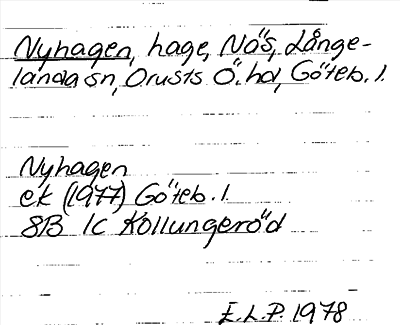 Nyhagen, hage, Näs, Långe-
landa sn, Orusts Ö. hd, Göteb. l.
Nyhagen
ek (1977) Göteb. l.
8B 1c Kollungeröd
E.L.P. 1978